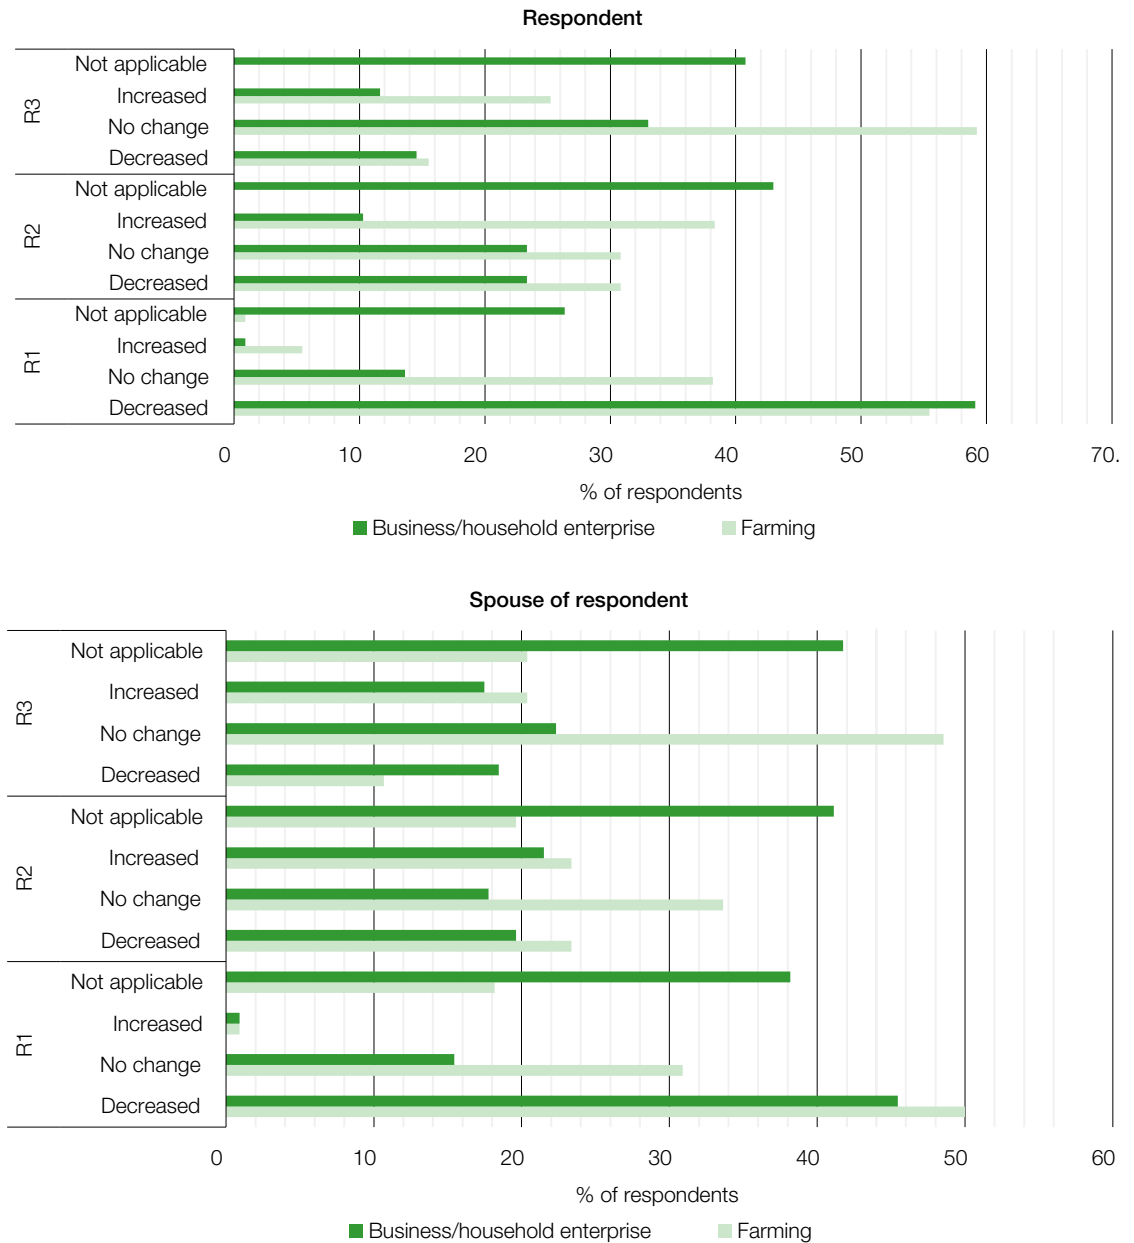 Respondent
R3
Not applicable
Increased
No change
Decreased
R2
Not applicable
Increased
No change
Decreased
R1
Not applicable
Increased
No change
Decreased
0 10 20 30 40 50 60 70.
% of respondents
Business/household enterprise Farming
Spouse of respondent
R3
Not applicable
Increased
No change
Decreased
R2
Not applicable
Increased
No change
Decreased
R1
Not applicable
Increased
No change
Decreased
0 10 20 30 40 50 60
% of respondents
Business/household enterprise Farming